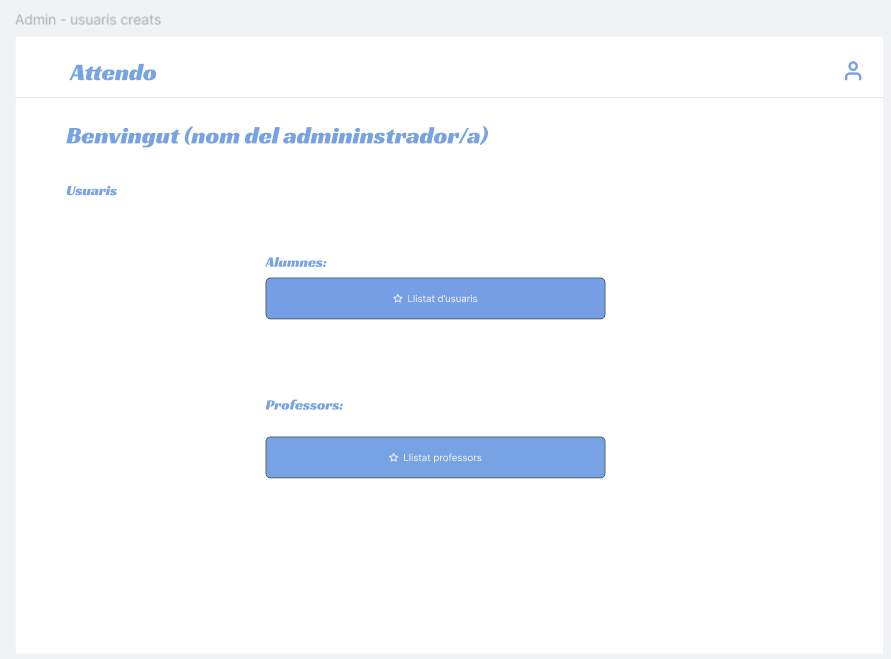 Admin - usuaris creats
Attendo
Benvingut (nom del admininstrador/a)
Usuaris
Alumnes:
Llistat d'usuaris
Professors:
Llistat professors